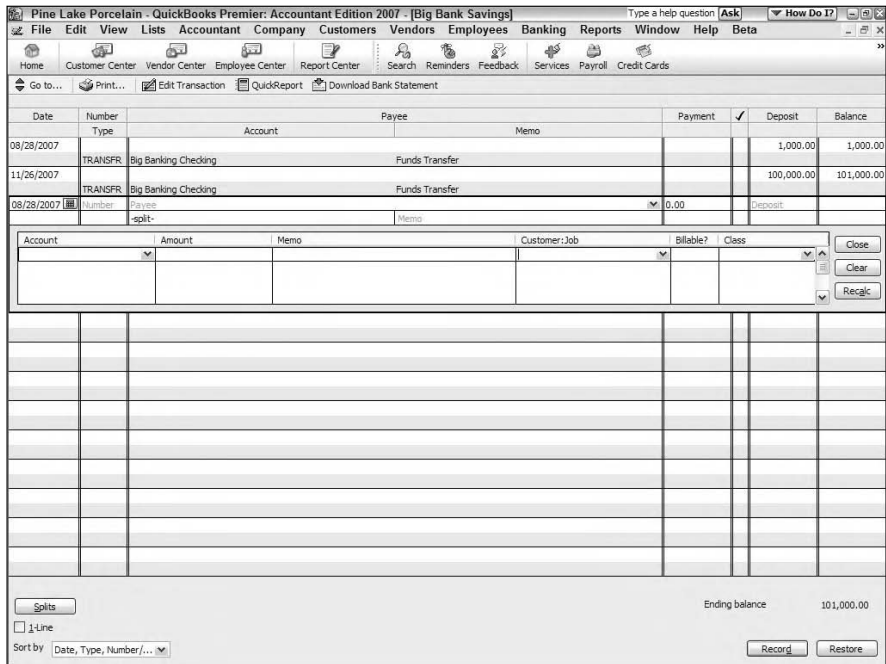 Pine Lake Porcelain - QuickBooks Premier: Accountant Edition 2007 - [Big Bank Savings] Type a help question Ask How Do I?
File Edit View Lists Accountant Company Customers Vendors Employees Banking Reports Window Help Beta
Home Customer Center Vendor Center Employee Center Report Center Search Reminders Feedback Services Payroll Credit Cards »
Go to... Print... Edit Transaction QuickReport Download Bank Statement
Date Number Payee Payment ✓ Deposit Balance
Type Account Memo
08/28/2007 1,000.00 1,000.00
TRANSFR Big Banking Checking Funds Transfer
11/26/2007 100,000.00 101,000.00
TRANSFR Big Banking Checking Funds Transfer
08/28/2007 Number Payee 0.00 Deposit
-split- Memo
Account Amount Memo Customer:Job Billable? Class Close
Clear
Recalc
Splits Ending balance 101,000.00
1-Line
Sort by Date, Type, Number/... Record Restore